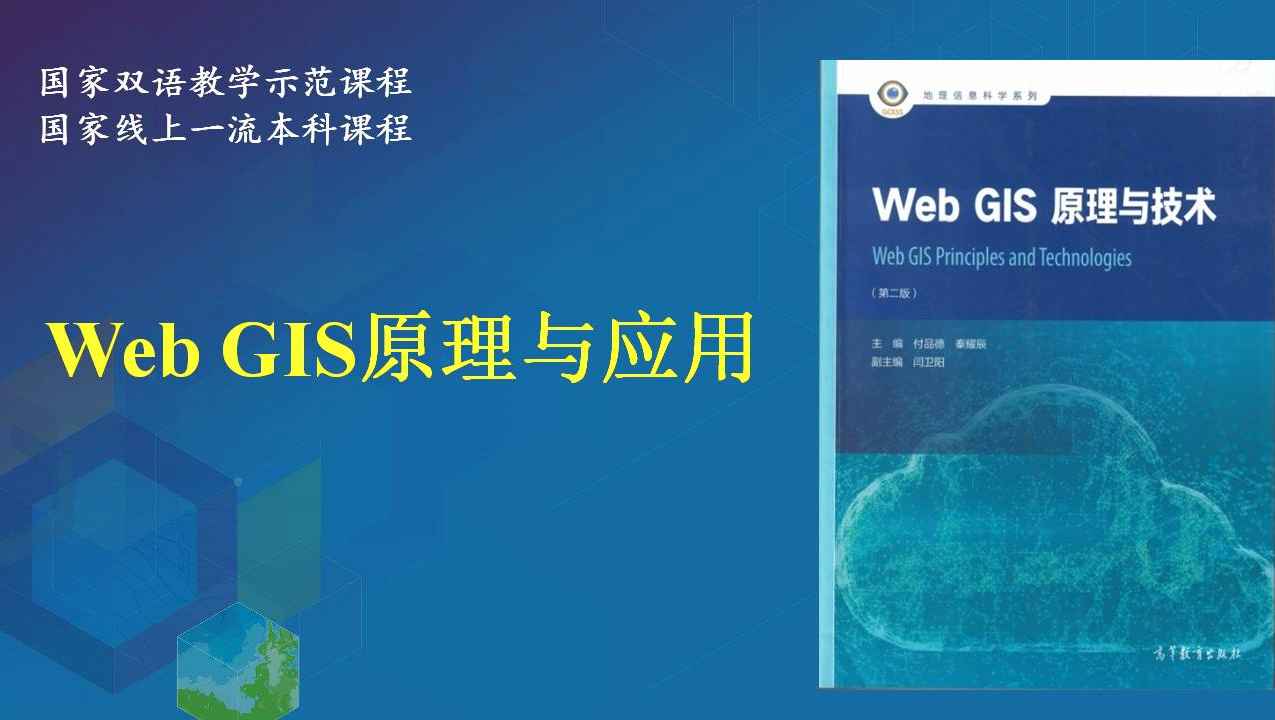 国家双语教学示范课程
国家线上一流本科课程
Web GIS原理与应用
地理信息科学系列
GCESS
Web GIS 原理与技术
Web GIS Principles and Technologies
（第二版）
主 编 付品德 秦耀辰
副主编 闫卫阳
高等教育出版社